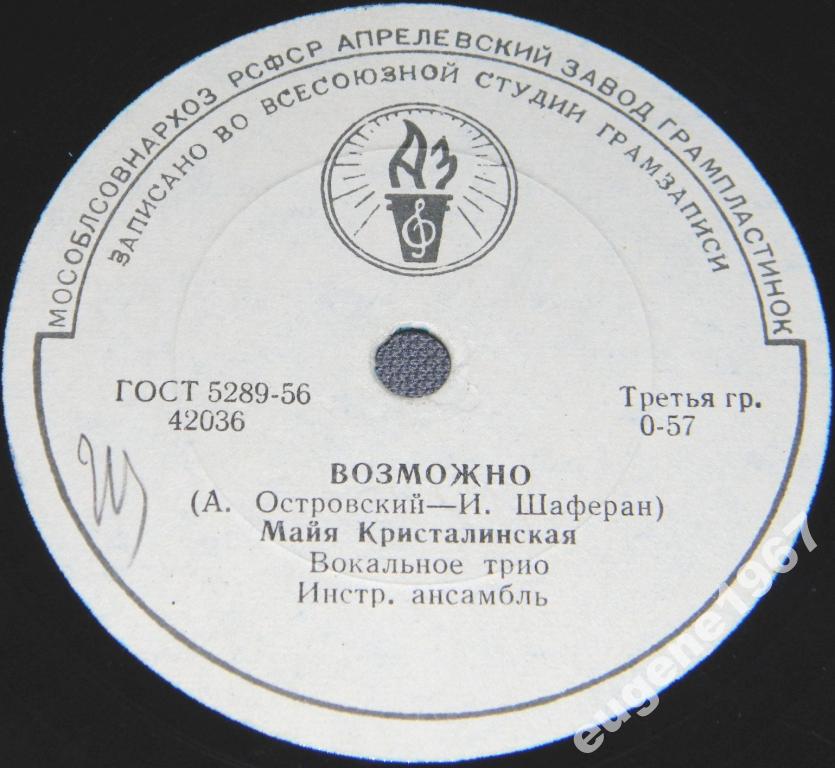 МОСОБЛСОВНАРХОЗ РСФСР АПРЕЛЕВСКИЙ ЗАВОД ГРАМПЛАСТИНОК
ЗАПИСАНО ВО ВСЕСОЮЗНОЙ СТУДИИ ГРАМЗАПИСИ
АЗ
ГОСТ 5289-56
42036
Третья гр.
0-57
ВОЗМОЖНО
(А. Островский—И. Шаферан)
Майя Кристалинская
Вокальное трио
Инстр. ансамбль
eugene1967